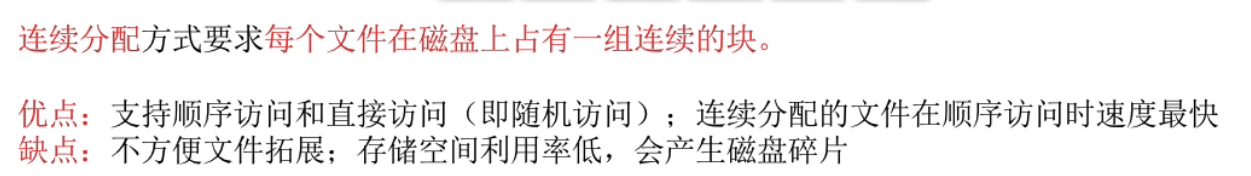 连续分配方式要求每个文件在磁盘上占有一组连续的块。
优点：支持顺序访问和直接访问（即随机访问）；连续分配的文件在顺序访问时速度最快
缺点：不方便文件拓展；存储空间利用率低，会产生磁盘碎片